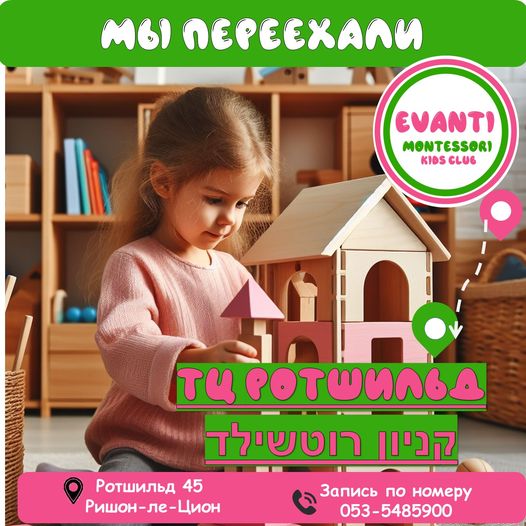 МЫ ПЕРЕЕХАЛИ
EVANTI
MONTESSORI
KIDS CLUB
ТЦ РОТШИЛЬД
קניון רוטשילד
Ротшильд 45
Ришон-ле-Цион
Запись по номеру
053-5485900